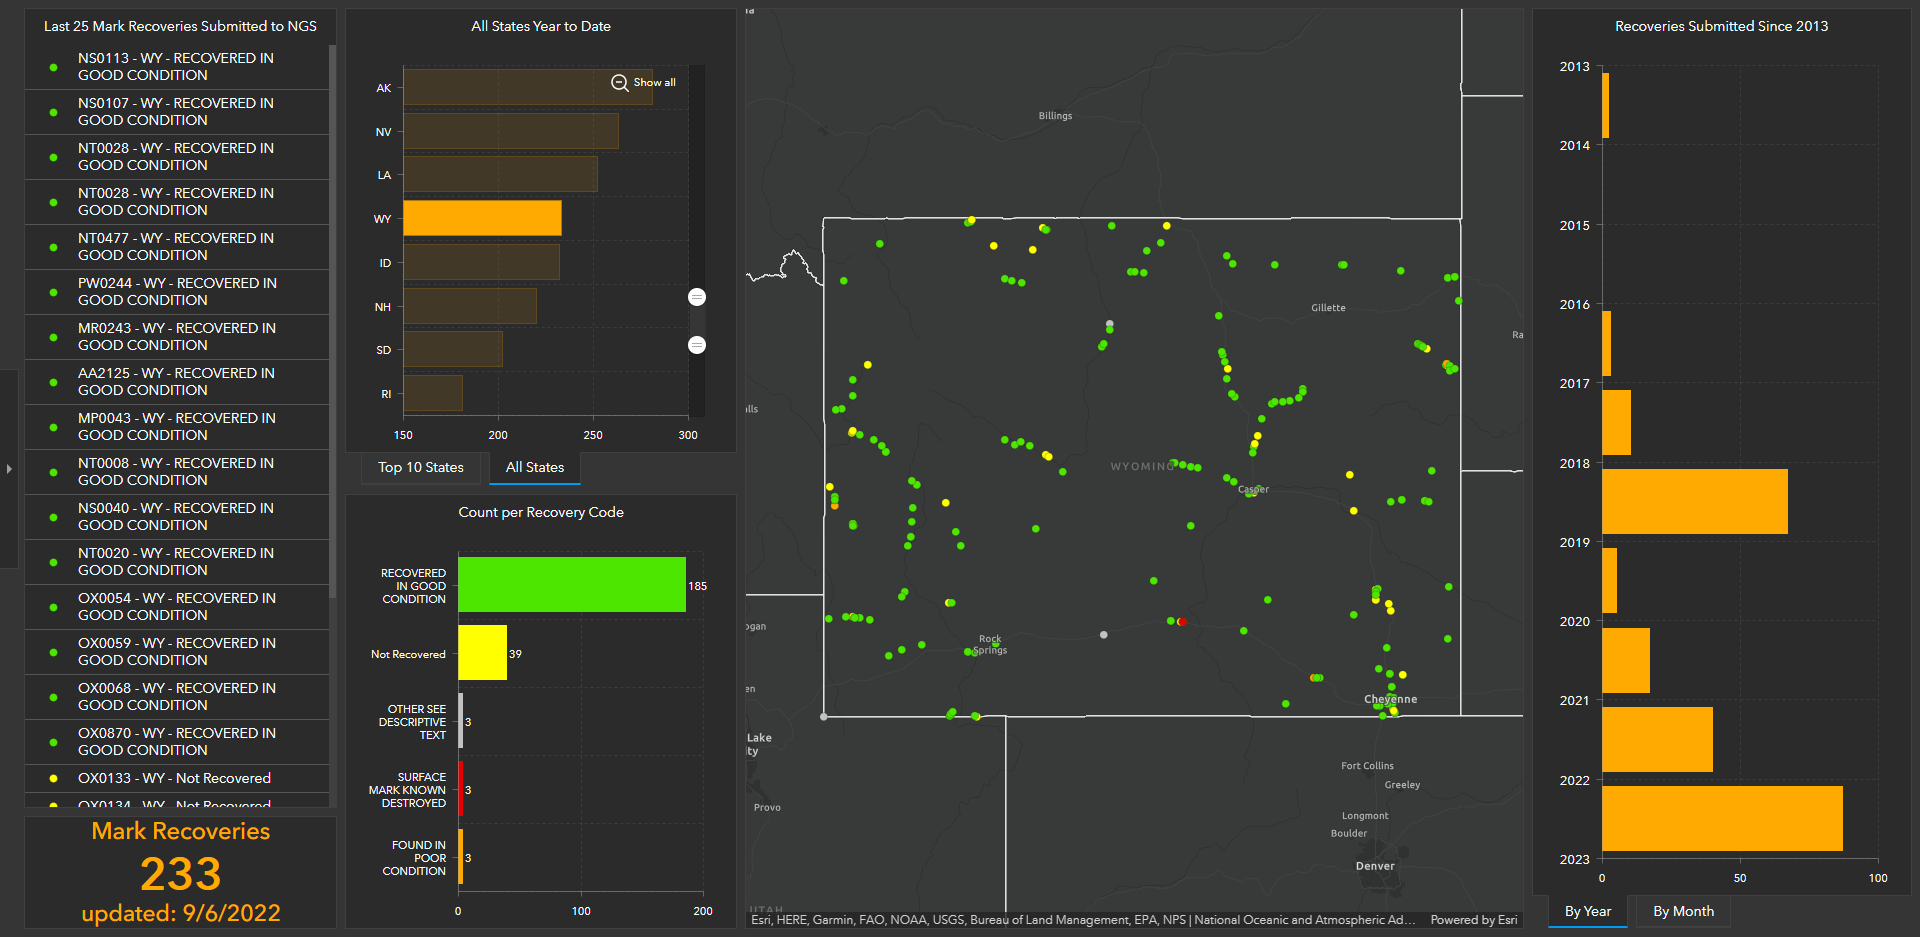 Last 25 Mark Recoveries Submitted to NGS
NS0113 - WY - RECOVERED IN
GOOD CONDITION
NS0107 - WY - RECOVERED IN
GOOD CONDITION
NT0028 - WY - RECOVERED IN
GOOD CONDITION
NT0028 - WY - RECOVERED IN
GOOD CONDITION
NT0477 - WY - RECOVERED IN
GOOD CONDITION
PW0244 - WY - RECOVERED IN
GOOD CONDITION
MR0243 - WY - RECOVERED IN
GOOD CONDITION
AA2125 - WY - RECOVERED IN
GOOD CONDITION
MP0043 - WY - RECOVERED IN
GOOD CONDITION
NT0008 - WY - RECOVERED IN
GOOD CONDITION
NS0040 - WY - RECOVERED IN
GOOD CONDITION
NT0020 - WY - RECOVERED IN
GOOD CONDITION
OX0054 - WY - RECOVERED IN
GOOD CONDITION
OX0059 - WY - RECOVERED IN
GOOD CONDITION
OX0068 - WY - RECOVERED IN
GOOD CONDITION
OX0870 - WY - RECOVERED IN
GOOD CONDITION
OX0133 - WY - Not Recovered
OX0134 - WY - Not Recovered
Mark Recoveries
233
updated: 9/6/2022
All States Year to Date
Show all
AK
NV
LA
WY
ID
NH
SD
RI
150 200 250 300
Top 10 States
All States
Count per Recovery Code
RECOVERED
IN GOOD
CONDITION
185
Not Recovered
39
OTHER SEE
DESCRIPTIVE
TEXT
3
SURFACE
MARK KNOWN
DESTROYED
3
FOUND IN
POOR
CONDITION
3
0 100 200
Billings
Gillette
Ra
alls
WYOMING
Casper
ogan
Rock
Springs
en
Cheyenne
Lake
ty
Fort Collins
Greeley
Provo
Longmont
Boulder
Denver
UTAH
Esri, HERE, Garmin, FAO, NOAA, USGS, Bureau of Land Management, EPA, NPS | National Oceanic and Atmospheric Ad...
Powered by Esri
Recoveries Submitted Since 2013
2013
2014
2015
2016
2017
2018
2019
2020
2021
2022
2023
0 50 100
By Year
By Month